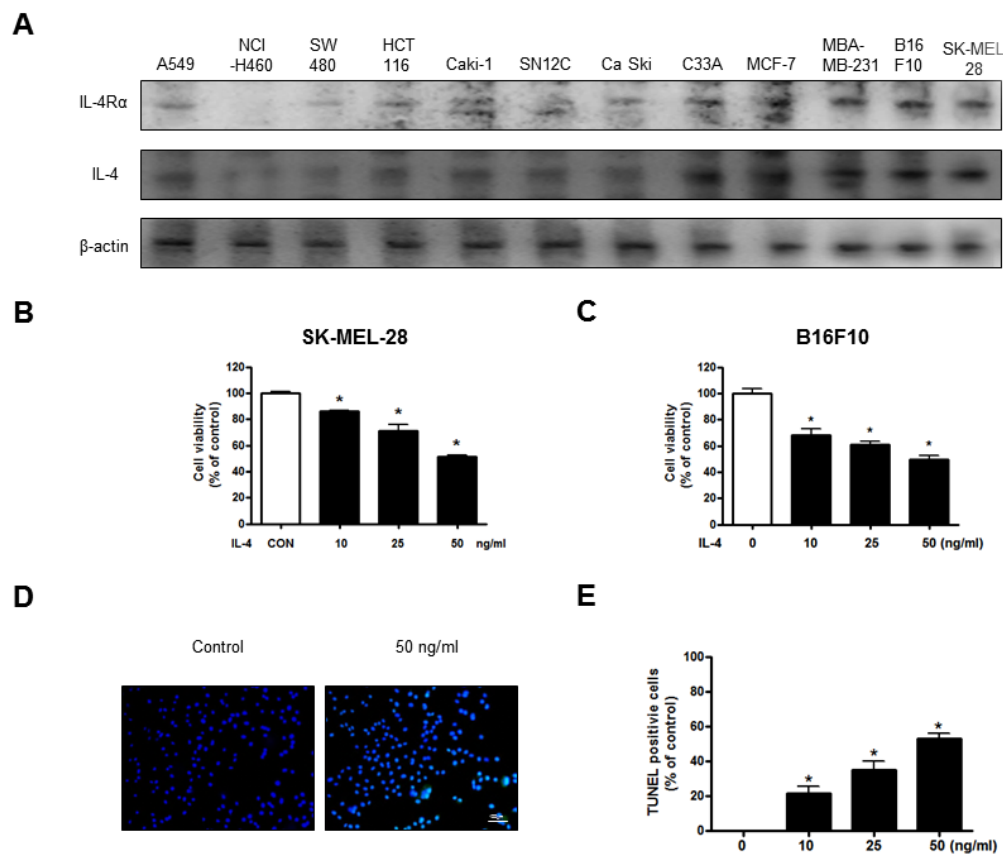 A
A549 NCI -H460 SW 480 HCT 116 Caki-1 SN12C Ca Ski C33A MCF-7 MBA- MB-231 B16 F10 SK-MEL 28
IL-4Rα
IL-4
β-actin
B
SK-MEL-28
Cell viability
(% of control)
120
100
80
60
40
20
0
* * *
IL-4 CON 10 25 50 ng/ml
C
B16F10
Cell viability
(% of control)
120
100
80
60
40
20
0
* * *
IL-4 0 10 25 50 (ng/ml)
D
Control 50 ng/ml
E
TUNEL positivie cells
(% of control)
100
80
60
40
20
0
* * *
0 10 25 50 (ng/ml)